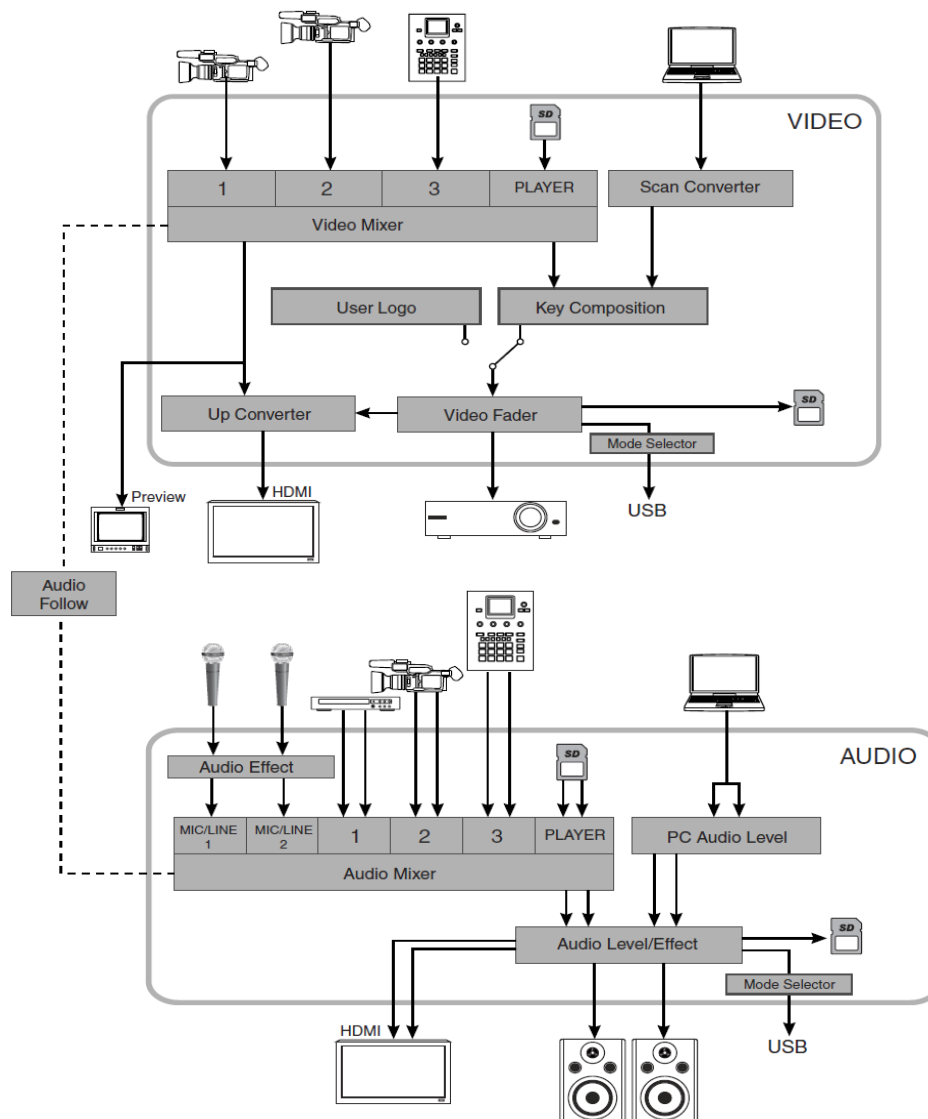 VIDEO
SD
1 2 3 PLAYER
Scan Converter
Video Mixer
User Logo
Key Composition
Up Converter
Video Fader
SD
Mode Selector
Preview
HDMI
USB
Audio
Follow
AUDIO
SD
Audio Effect
MIC/LINE
1
MIC/LINE
2
1 2 3 PLAYER
PC Audio Level
Audio Mixer
Audio Level/Effect
SD
Mode Selector
HDMI
USB